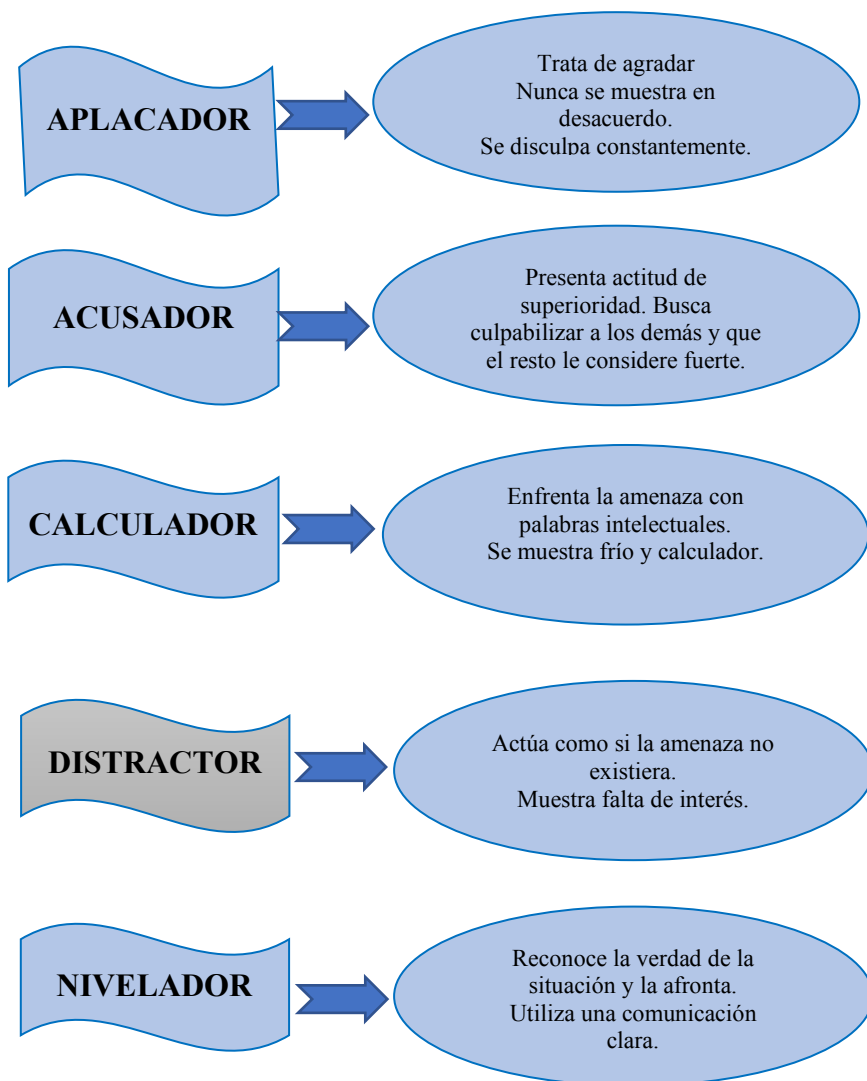 APLACADOR
Trata de agradar
Nunca se muestra en
desacuerdo.
Se disculpa constantemente.
ACUSADOR
Presenta actitud de
superioridad. Busca
culpabilizar a los demás y que
el resto le considere fuerte.
CALCULADOR
Enfrenta la amenaza con
palabras intelectuales.
Se muestra frío y calculador.
DISTRACTOR
Actúa como si la amenaza no
existiera.
Muestra falta de interés.
NIVELADOR
Reconoce la verdad de la
situación y la afronta.
Utiliza una comunicación
clara.